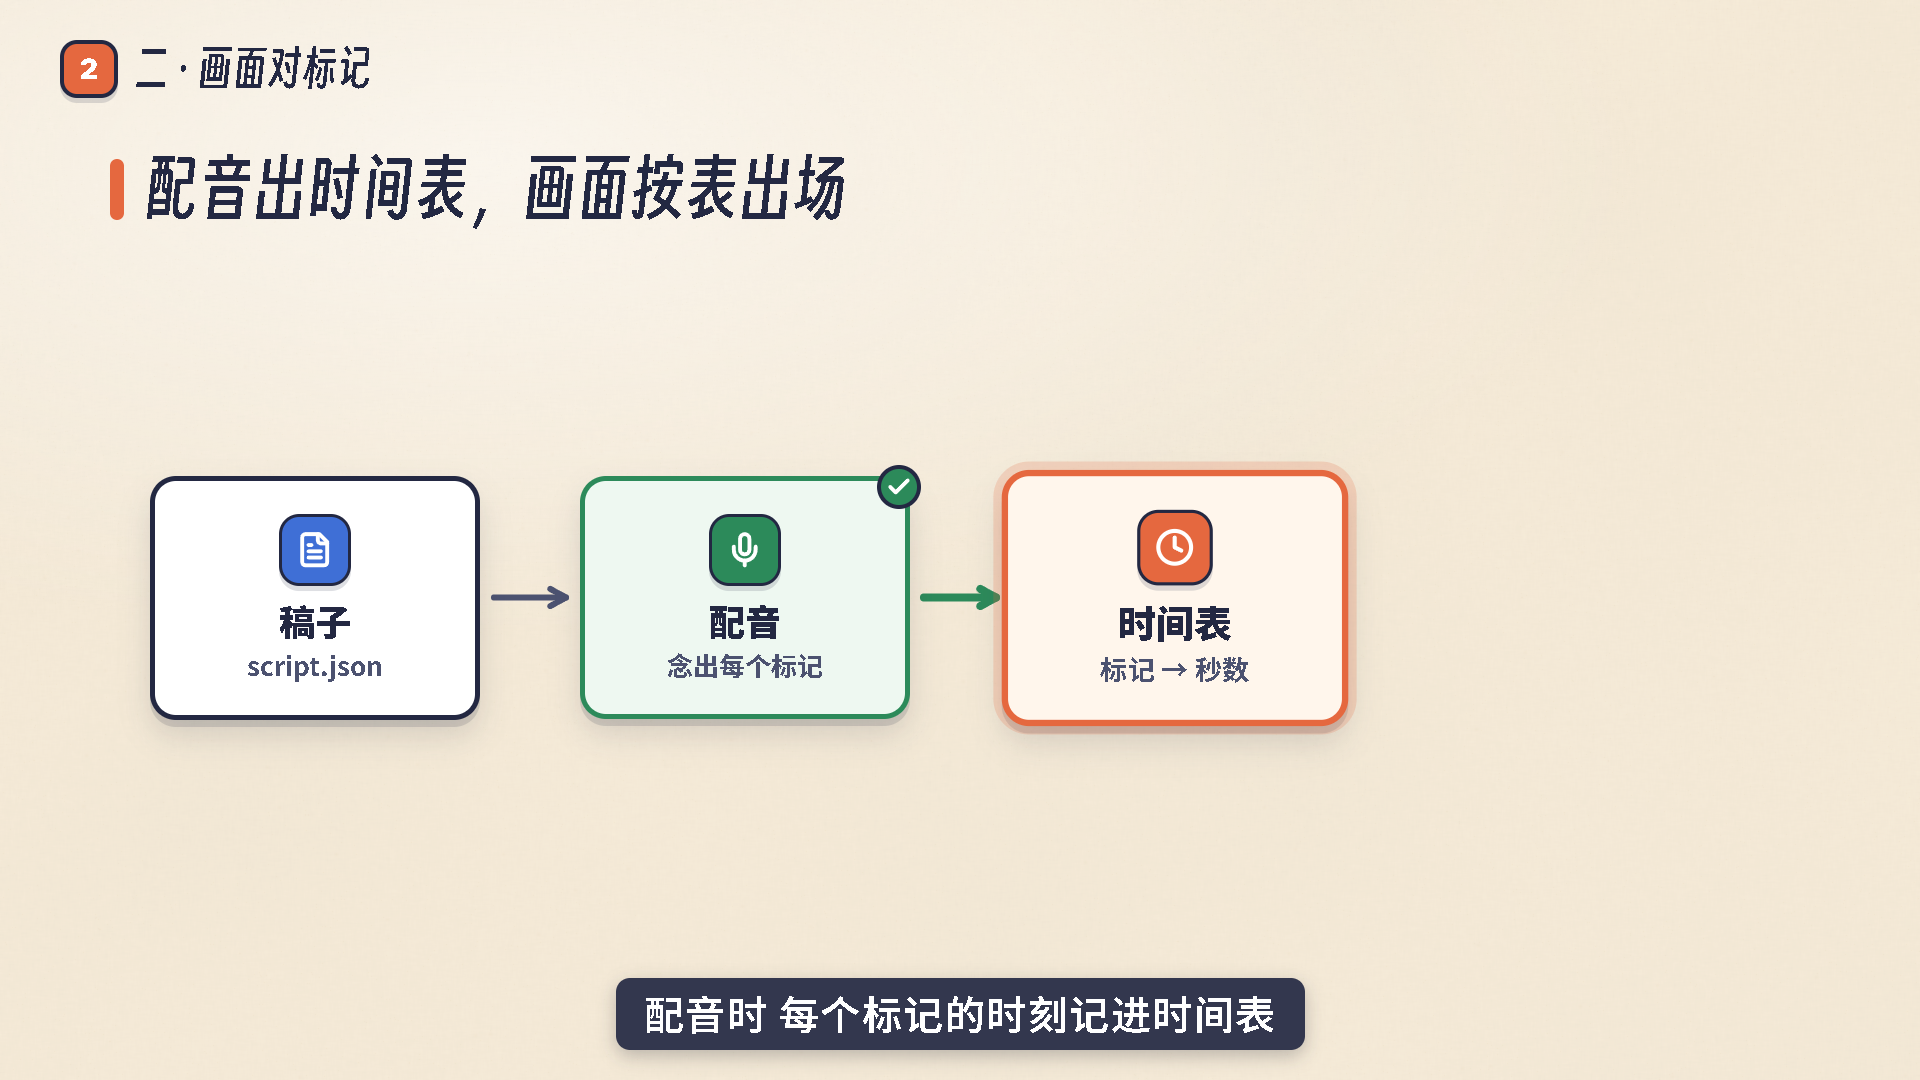 2 二·画面对标记
配音出时间表，画面按表出场
稿子
script.json
配音
念出每个标记
时间表
标记→秒数
配音时 每个标记的时刻记进时间表